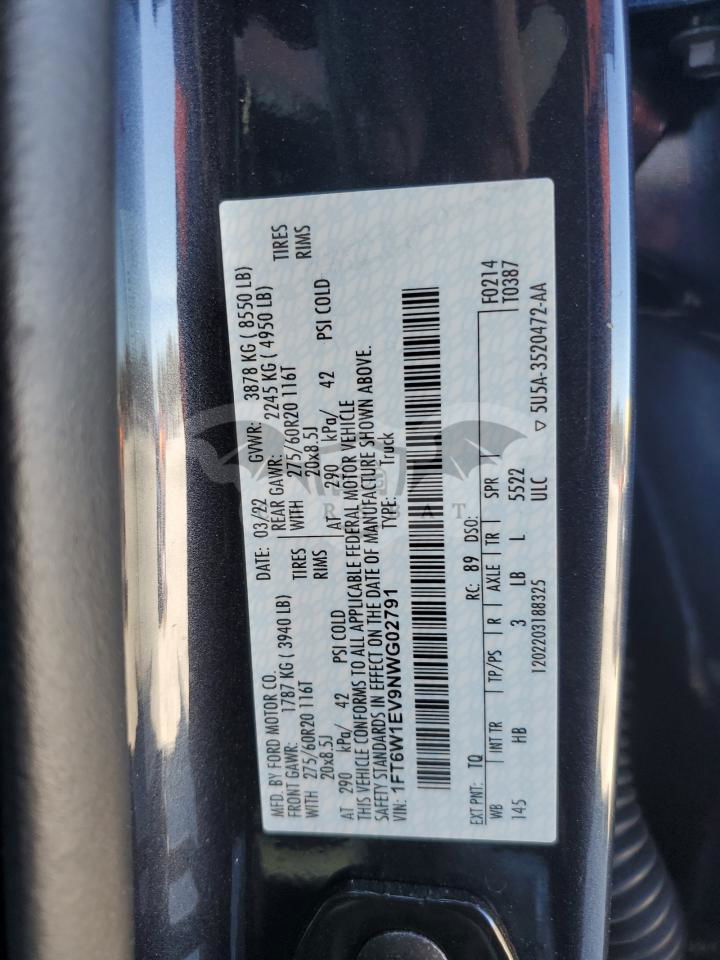 MFD. BY FORD MOTOR CO. DATE: 03/22 GVWR: 3878 KG ( 8550 LB)
FRONT GAWR: 1787 KG ( 3940 LB) REAR GAWR: 2245 KG ( 4950 LB)
WITH 275/60R20 116T TIRES WITH 275/60R20 116T TIRES
20x8.5J RIMS 20x8.5J RIMS
AT 290 kPa/ 42 PSI COLD AT 290 kPa/ 42 PSI COLD
THIS VEHICLE CONFORMS TO ALL APPLICABLE FEDERAL MOTOR VEHICLE
SAFETY STANDARDS IN EFFECT ON THE DATE OF MANUFACTURE SHOWN ABOVE.
VIN: 1FT6W1EV9NWG02791 TYPE: Truck
EXT PNT: TQ RC: 89 DSO: F0214
WB INT TR TP/PS R AXLE TR SPR T0387
145 HB 3 LB L 5522
1202203188325 ULC 5U5A-3520472-AA